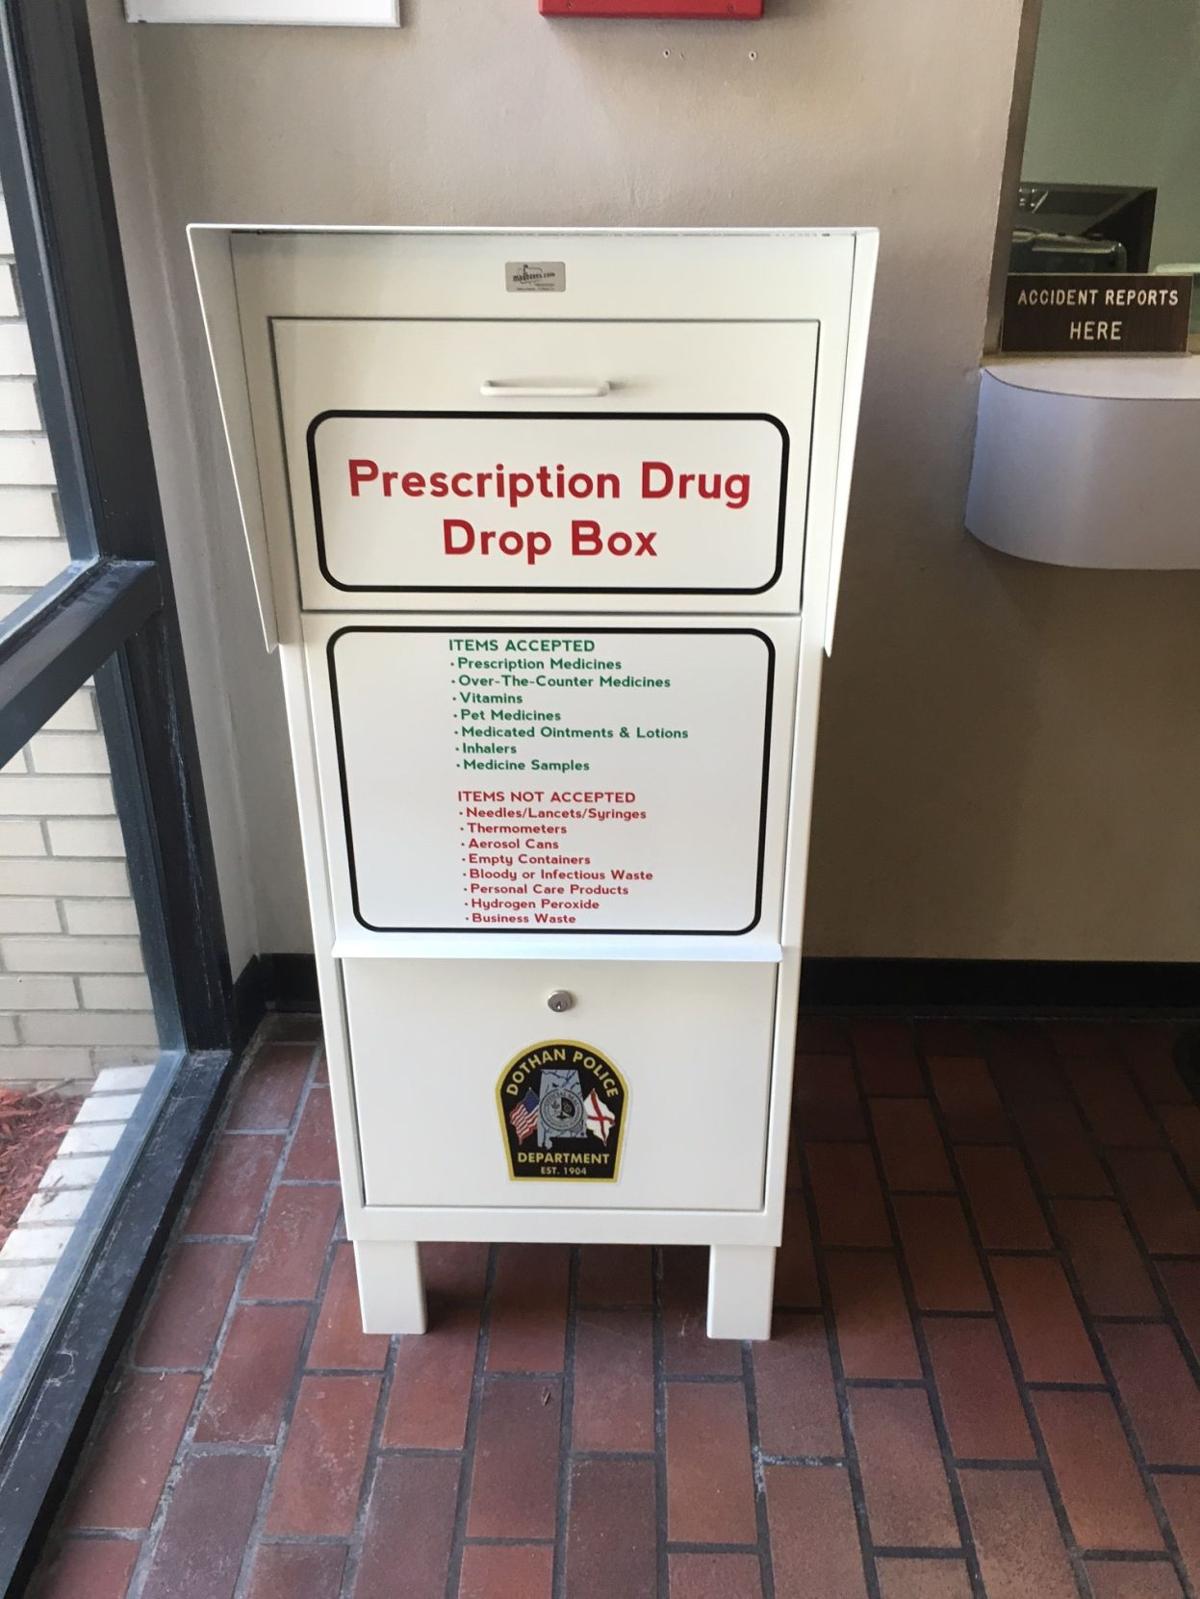 ACCIDENT REPORTS
HERE
Prescription Drug
Drop Box
ITEMS ACCEPTED
• Prescription Medicines
• Over-The-Counter Medicines
• Vitamins
• Pet Medicines
• Medicated Ointments & Lotions
• Inhalers
• Medicine Samples
ITEMS NOT ACCEPTED
• Needles/Lancets/Syringes
• Thermometers
• Aerosol Cans
• Empty Containers
• Bloody or Infectious Waste
• Personal Care Products
• Hydrogen Peroxide
• Business Waste
DOTHAN POLICE
DEPARTMENT
EST. 1904